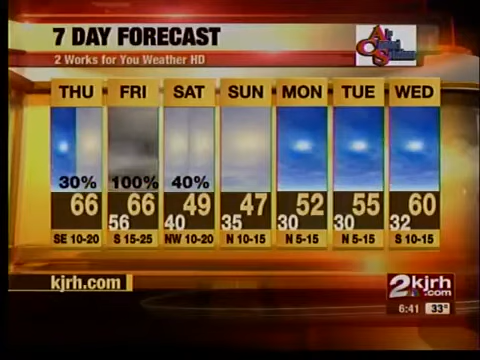 7 DAY FORECAST
2 Works for You Weather HD
Air
THU FRI SAT SUN MON TUE WED
30% 100% 40%
66 66 49 47 52 55 60
56 40 35 30 30 32
SE 10-20 S 15-25 NW 10-20 N 10-15 N 5-15 N 5-15 S 10-15
kjrh.com
2kjrh
.com
6:41 33°